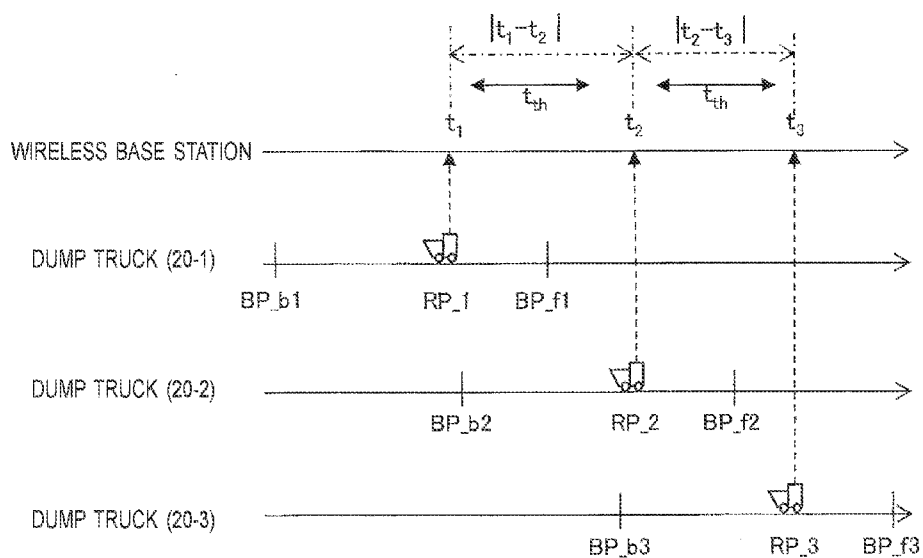 |t₁-t₂| |t₂-t₃|
tth tth
t₁ t₂ t₃
WIRELESS BASE STATION
DUMP TRUCK (20-1)
BP_b1 RP_1 BP_f1
DUMP TRUCK (20-2)
BP_b2 RP_2 BP_f2
DUMP TRUCK (20-3)
BP_b3 RP_3 BP_f3